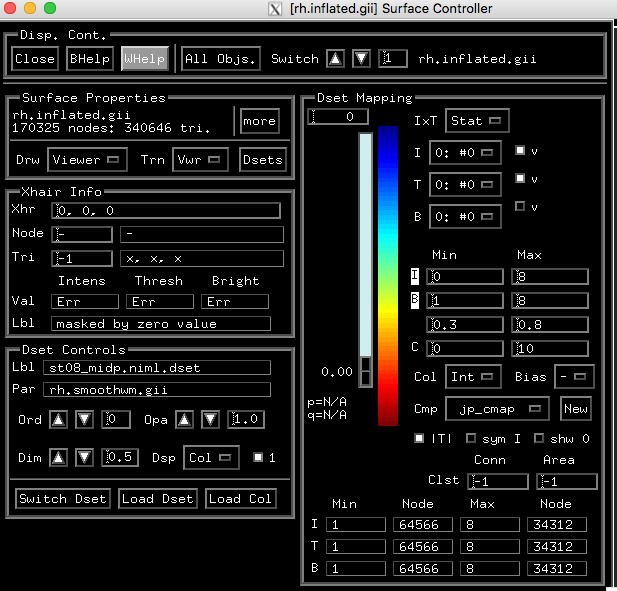 [rh.inflated.gii] Surface Controller
Disp. Cont.
Close BHelp WHelp All Objs. Switch 1 rh.inflated.gii
Surface Properties
rh.inflated.gii
170325 nodes: 340646 tri.
more
Drw Viewer Trn Vwr Dsets
Xhair Info
Xhr 0, 0, 0
Node - -
Tri -1 x, x, x
Intens Thresh Bright
Val Err Err Err
Lbl masked by zero value
Dset Controls
Lbl st08_midp.niml.dset
Par rh.smoothwm.gii
Ord 0 Opa 1.0
Dim 0.5 Dsp Col 1
Switch Dset Load Dset Load Col
Dset Mapping
0
0.00
p=N/A
q=N/A
IxT Stat
I 0: #0 v
T 0: #0 v
B 0: #0 v
Min Max
I 0 8
B 1 8
0.3 0.8
C 0 10
Col Int Bias -
Cmp jp_cmap New
|T| sym I shw 0
Conn Area
Clst -1 -1
Min Node Max Node
I 1 64566 8 34312
T 1 64566 8 34312
B 1 64566 8 34312